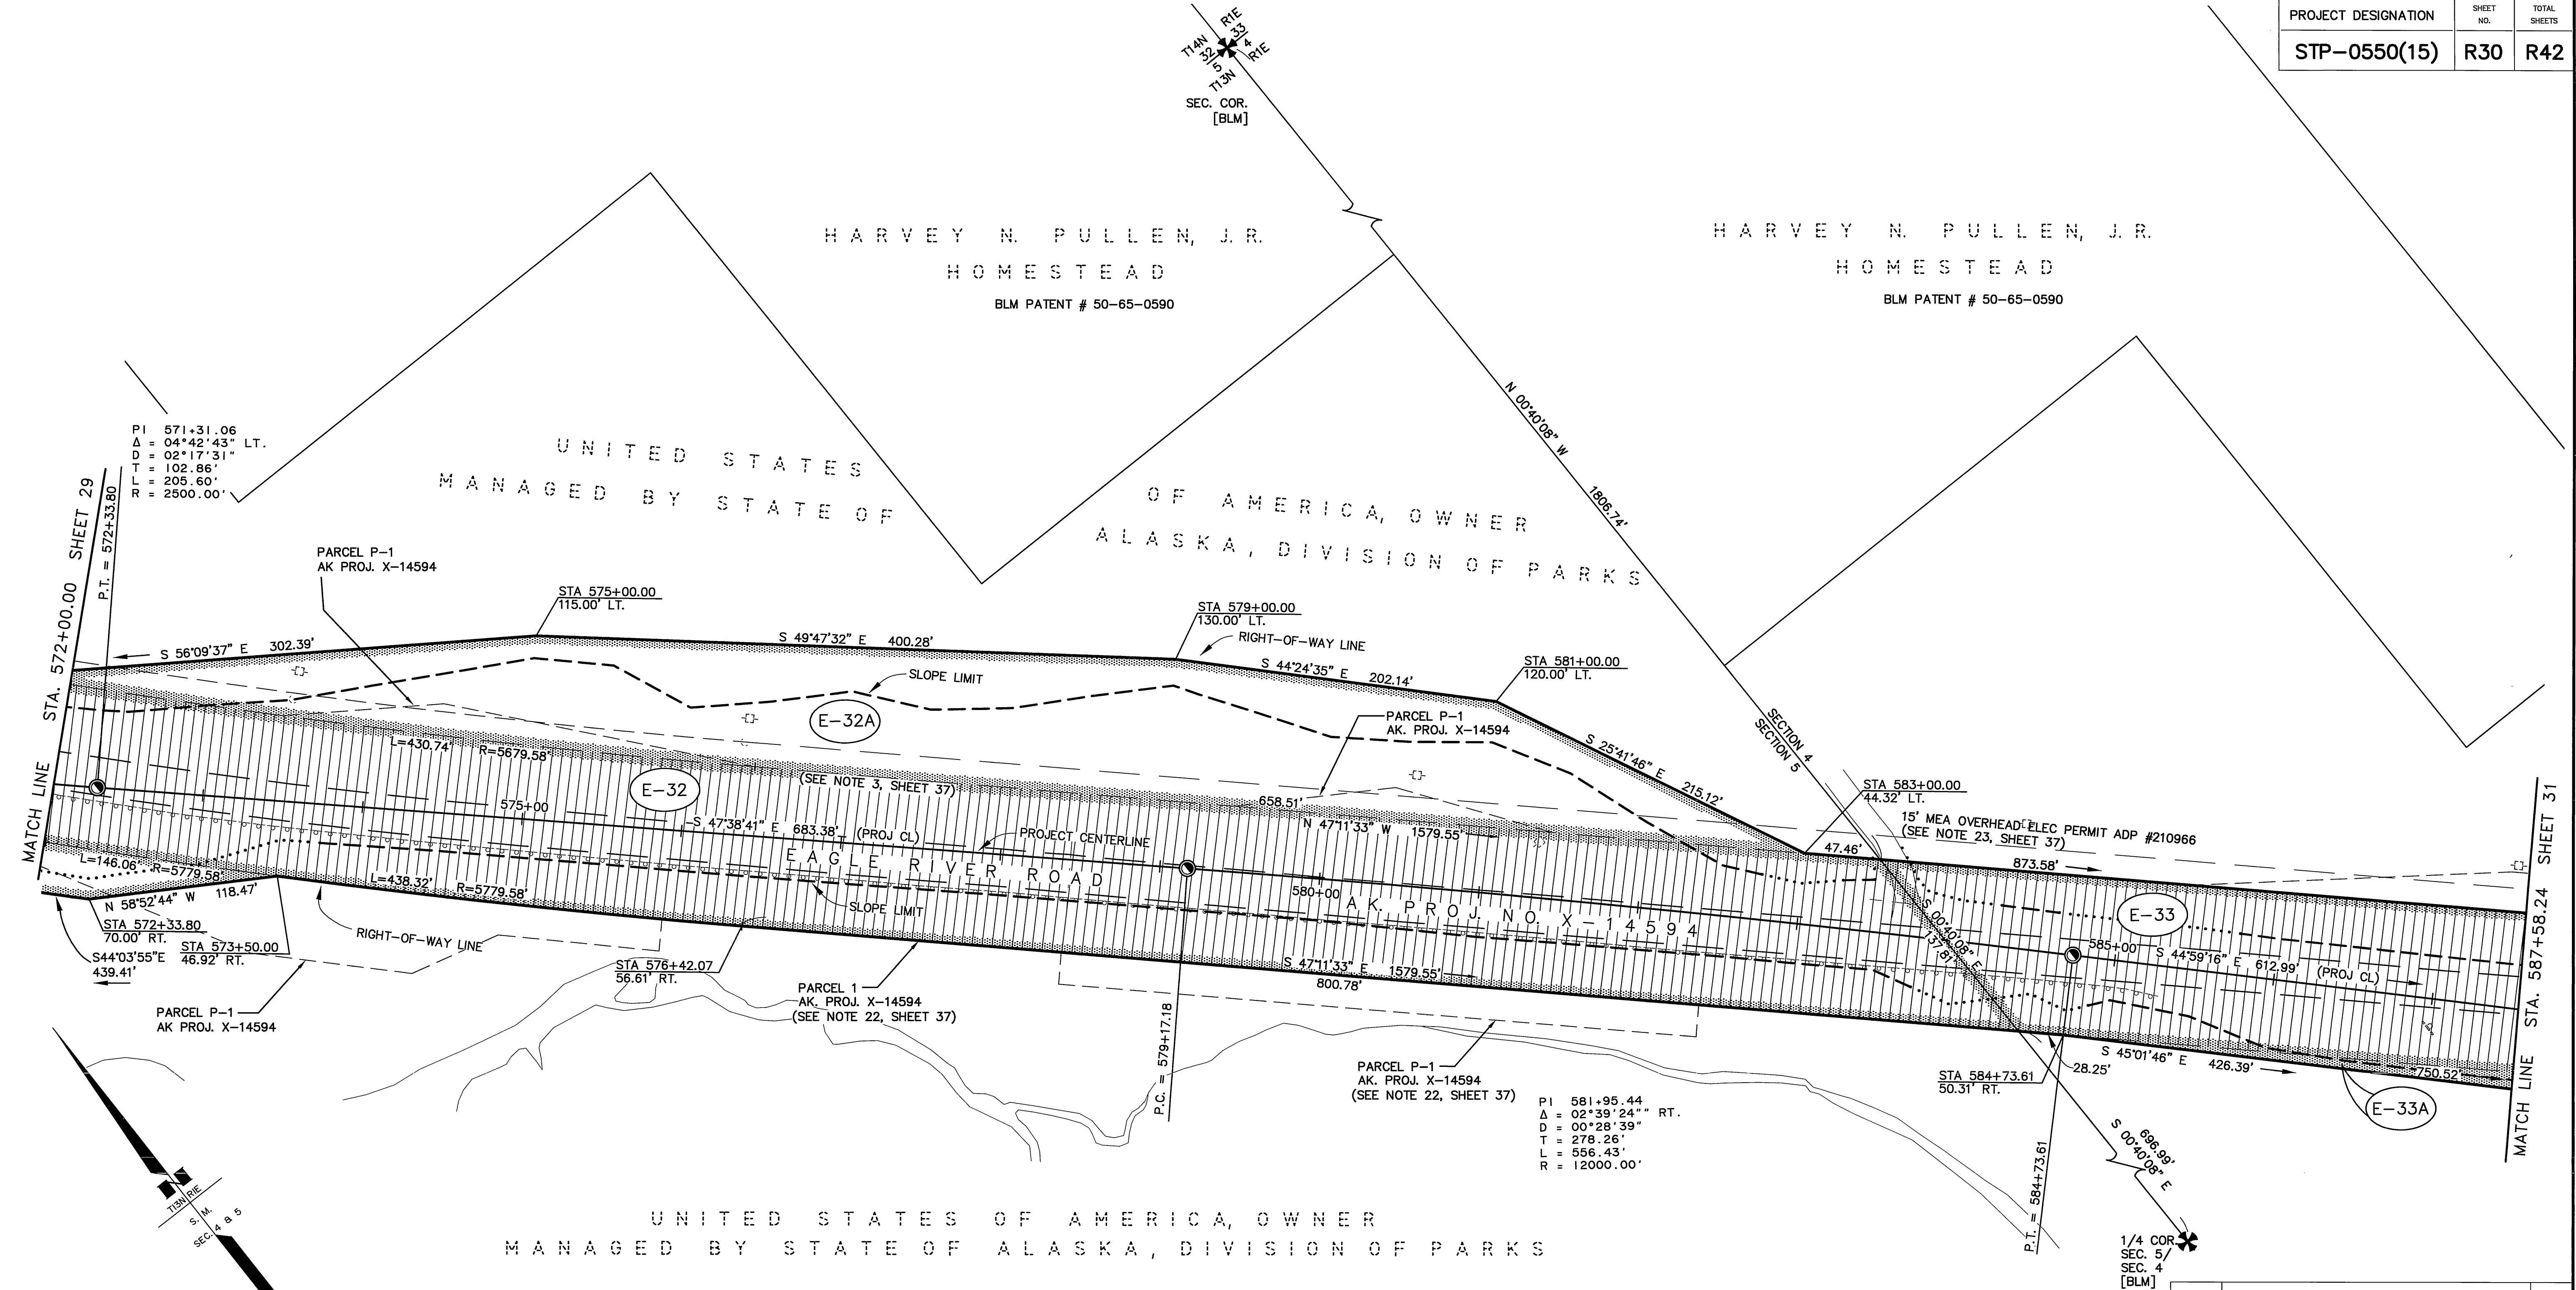 PROJECT DESIGNATION
SHEET NO.
TOTAL SHEETS
STP-0550(15)
R30
R42
R1E
33
4
R1E
T14N
32
5
T13N
SEC. COR.
[BLM]
HARVEY N. PULLEN, J.R.
HOMESTEAD
BLM PATENT # 50-65-0590
HARVEY N. PULLEN, J.R.
HOMESTEAD
BLM PATENT # 50-65-0590
N 00°40'08" W
1806.74'
PI 571+31.06
Δ = 04°42'43" LT.
D = 02°17'31"
T = 102.86'
L = 205.60'
R = 2500.00'
UNITED STATES
MANAGED BY STATE OF
OF AMERICA, OWNER
ALASKA, DIVISION OF PARKS
MATCH LINE STA. 572+00.00 SHEET 29
P.T. = 572+33.80
PARCEL P-1
AK PROJ. X-14594
STA 575+00.00
115.00' LT.
STA 579+00.00
130.00' LT.
RIGHT-OF-WAY LINE
S 56°09'37" E 302.39'
S 49°47'32" E 400.28'
S 44°24'35" E 202.14'
STA 581+00.00
120.00' LT.
SLOPE LIMIT
E-32A
PARCEL P-1
AK. PROJ. X-14594
SECTION 4
SECTION 5
S 25°41'46" E 215.12'
L=430.74' R=5679.58'
E-32
(SEE NOTE 3, SHEET 37)
658.51'
N 47°11'33" W 1579.55'
STA 583+00.00
44.32' LT.
15' MEA OVERHEAD ELEC PERMIT ADP #210966
(SEE NOTE 23, SHEET 37)
47.46'
873.58'
575+00
S 47°38'41" E 683.38' (PROJ CL)
PROJECT CENTERLINE
EAGLE RIVER ROAD
580+00
AK. PROJ. NO. X-14594
SLOPE LIMIT
L=146.06' R=5779.58'
L=438.32' R=5779.58'
N 58°52'44" W 118.47'
STA 572+33.80
70.00' RT.
STA 573+50.00
46.92' RT.
S44°03'55"E
439.41'
RIGHT-OF-WAY LINE
STA 576+42.07
56.61' RT.
PARCEL 1
AK. PROJ. X-14594
(SEE NOTE 22, SHEET 37)
S 47°11'33" E 1579.55'
800.78'
S 00°40'08" E
137.81'
E-33
585+00
S 44°59'16" E 612.99' (PROJ CL)
MATCH LINE STA. 587+58.24 SHEET 31
PARCEL P-1
AK PROJ. X-14594
P.C. = 579+17.18
PARCEL P-1
AK. PROJ. X-14594
(SEE NOTE 22, SHEET 37)
PI 581+95.44
Δ = 02°39'24"" RT.
D = 00°28'39"
T = 278.26'
L = 556.43'
R = 12000.00'
STA 584+73.61
50.31' RT.
28.25'
S 45°01'46" E 426.39'
750.52'
E-33A
P.T. = 584+73.61
696.99'
S 00°40'08" E
N
T13N R1E
S. M.
SEC. 4 & 5
UNITED STATES OF AMERICA, OWNER
MANAGED BY STATE OF ALASKA, DIVISION OF PARKS
1/4 COR.
SEC. 5/
SEC. 4
[BLM]